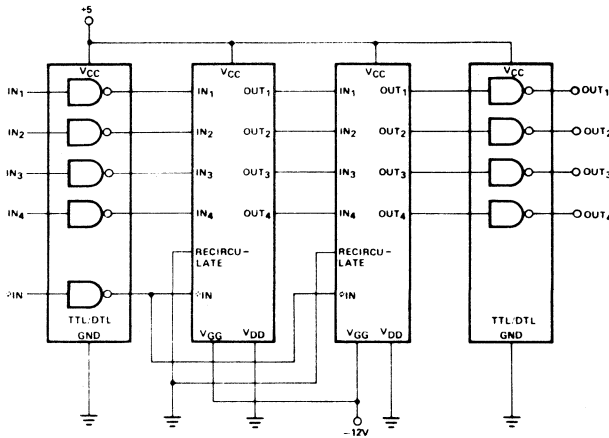 +5
VCC VCC VCC VCC
IN1 IN1 OUT1 IN1 OUT1 OUT1
IN2 IN2 OUT2 IN2 OUT2 OUT2
IN3 IN3 OUT3 IN3 OUT3 OUT3
IN4 IN4 OUT4 IN4 OUT4 OUT4
RECIRCU- RECIRCU-
LATE LATE
φIN φIN φIN
TTL/DTL VGG VDD VGG VDD TTL/DTL
GND GND
−12V